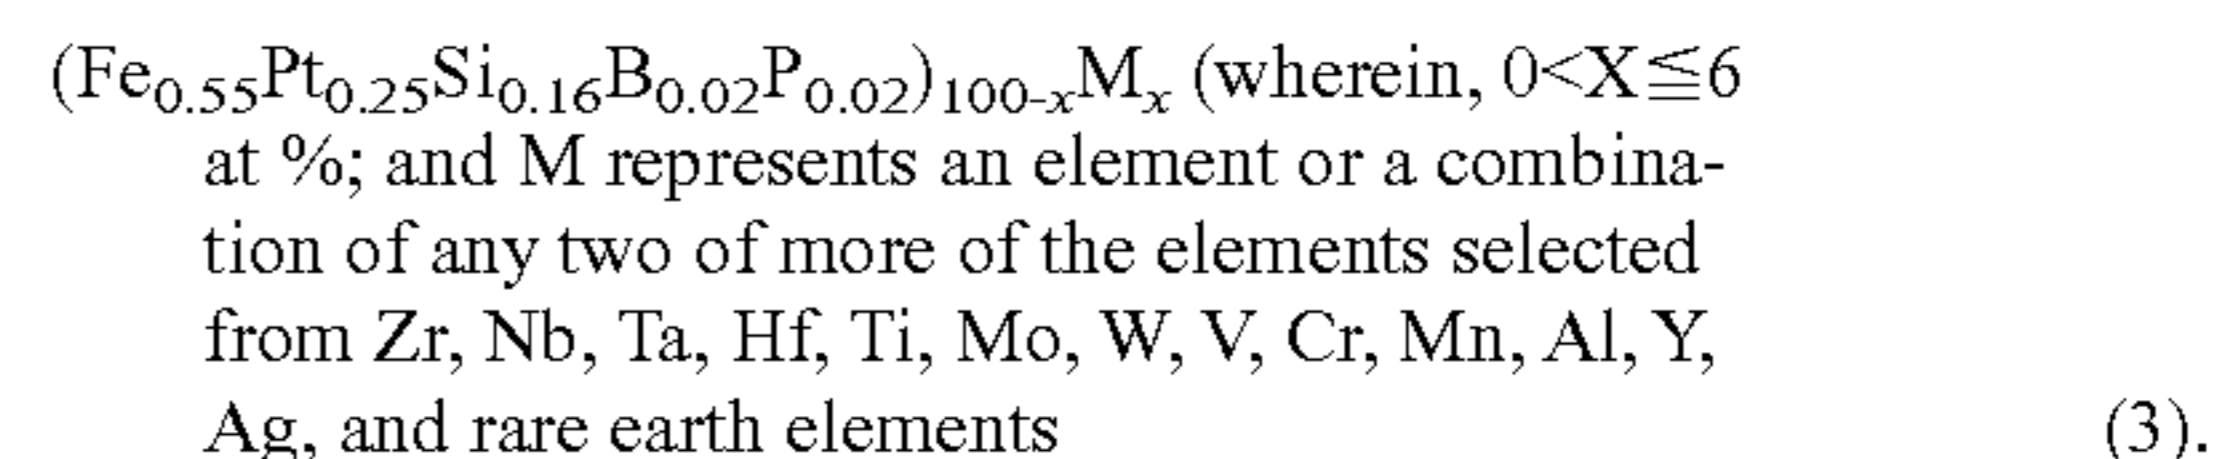 (Fe0.55Pt0.25Si0.16B0.02P0.02)100-xMx (wherein, 0<X≦6
at %; and M represents an element or a combina-
tion of any two of more of the elements selected
from Zr, Nb, Ta, Hf, Ti, Mo, W, V, Cr, Mn, Al, Y,
Ag, and rare earth elements (3).